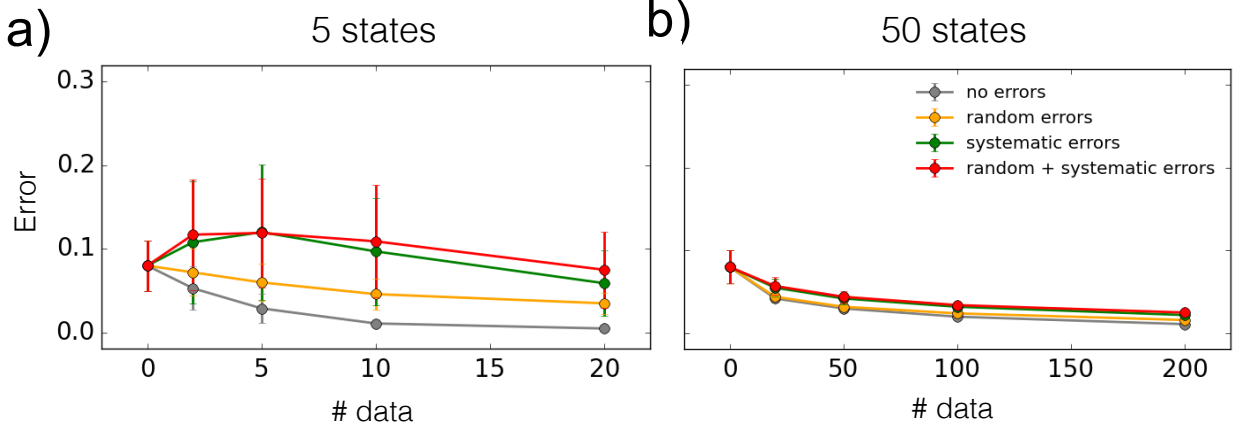 a)
5 states
b)
50 states
0.3
0.2
0.1
0.0
Error
0
5
10
15
20
# data
no errors
random errors
systematic errors
random + systematic errors
0
50
100
150
200
# data